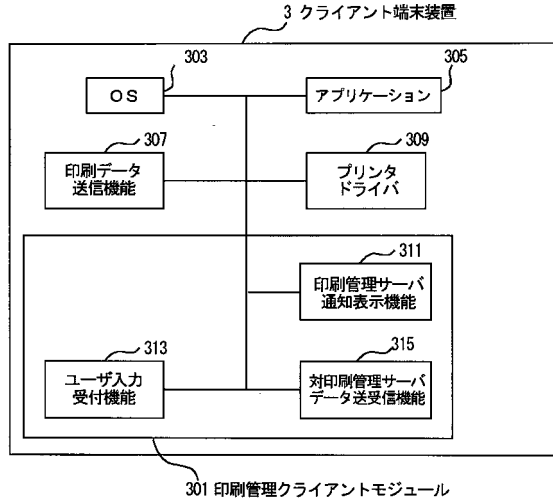 3 クライアント端末装置
303
305
OS
アプリケーション
307
309
印刷データ
送信機能
プリンタ
ドライバ
311
印刷管理サーバ
通知表示機能
313
315
ユーザ入力
受付機能
対印刷管理サーバ
データ送受信機能
301 印刷管理クライアントモジュール